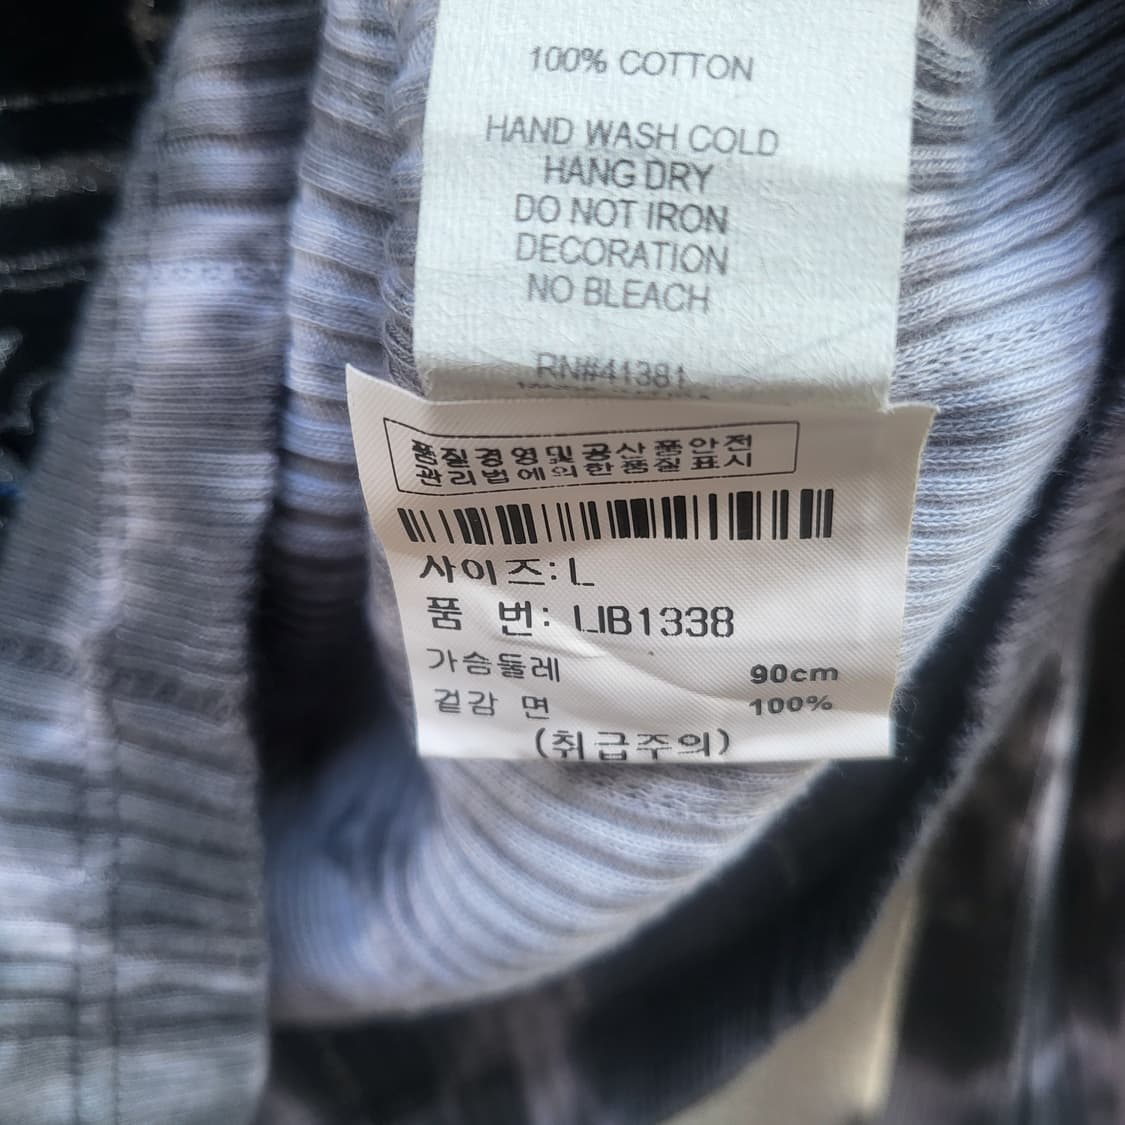 100% COTTON
HAND WASH COLD
HANG DRY
DO NOT IRON
DECORATION
NO BLEACH
RN#41381
품질경영및공산품안전
관리법에의한품질표시
사이즈: L
품 번: LIB1338
가슴둘레 90cm
겉감 면 100%
(취급주의)